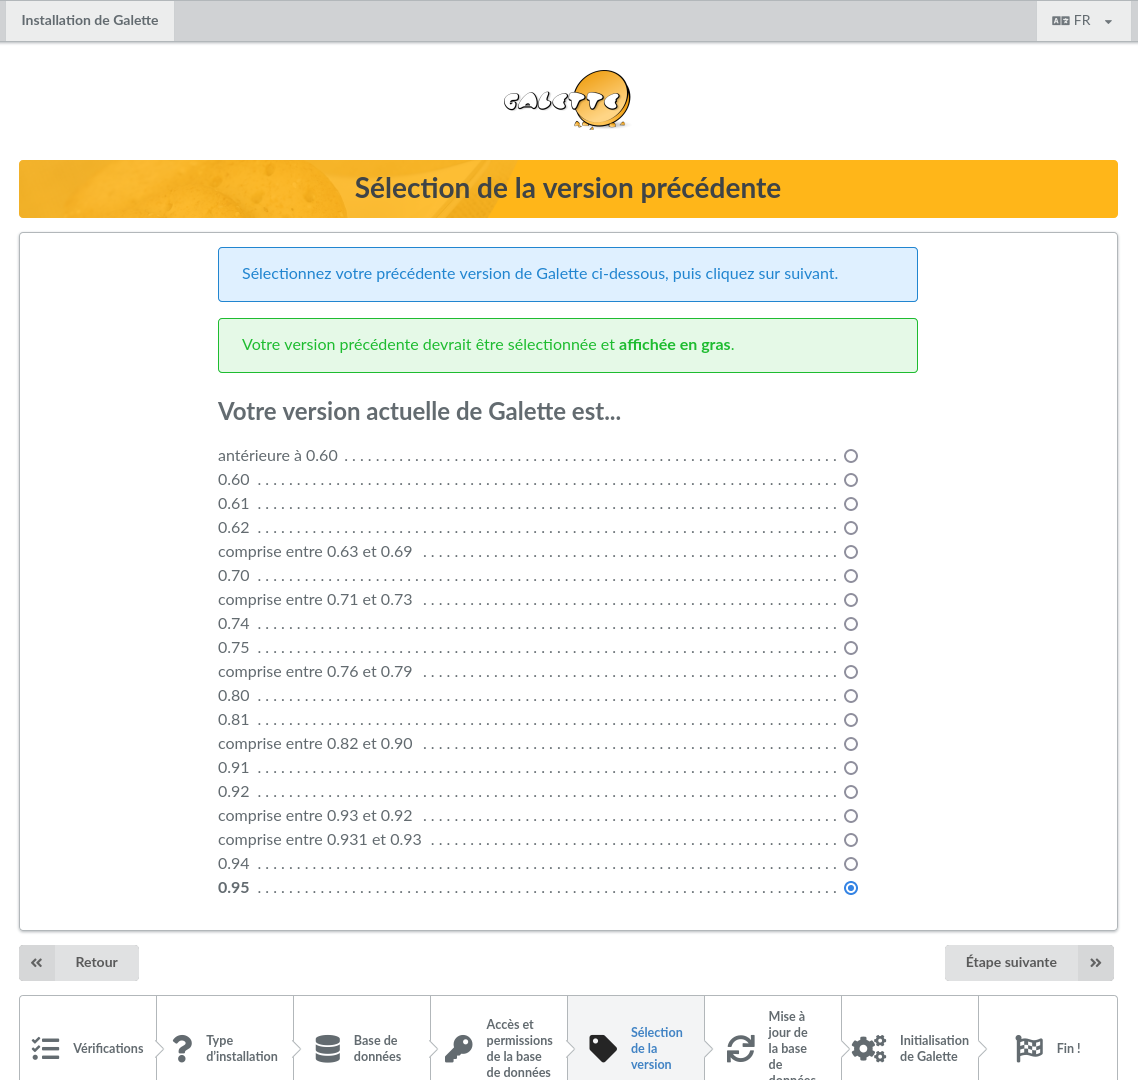 Installation de Galette
FR
GALETTE
Sélection de la version précédente
Sélectionnez votre précédente version de Galette ci-dessous, puis cliquez sur suivant.
Votre version précédente devrait être sélectionnée et affichée en gras.
Votre version actuelle de Galette est...
antérieure à 0.60
0.60
0.61
0.62
comprise entre 0.63 et 0.69
0.70
comprise entre 0.71 et 0.73
0.74
0.75
comprise entre 0.76 et 0.79
0.80
0.81
comprise entre 0.82 et 0.90
0.91
0.92
comprise entre 0.93 et 0.92
comprise entre 0.931 et 0.93
0.94
0.95
Retour
Étape suivante
Vérifications
Type
d'installation
Base de
données
Accès et
permissions
de la base
de données
Sélection
de la
version
Mise à
jour de
la base
de
données
Initialisation
de Galette
Fin !